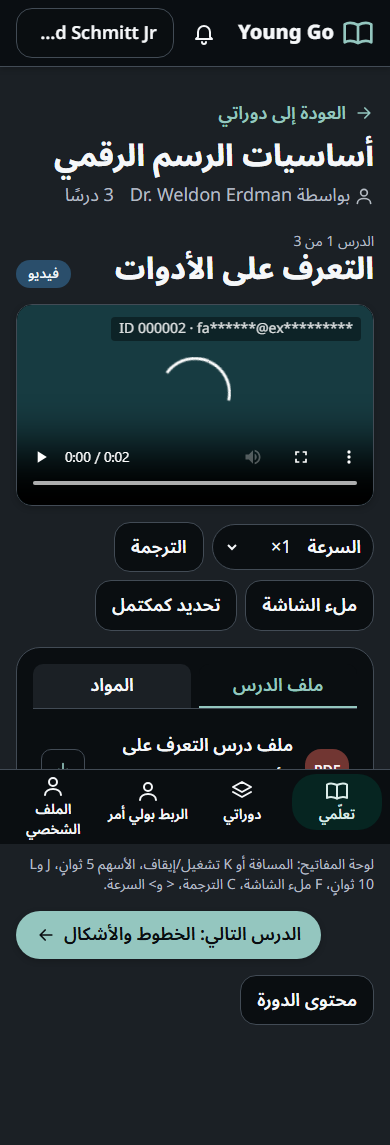 Young Go
...d Schmitt Jr
العودة إلى دوراتي
أساسيات الرسم الرقمي
بواسطة Dr. Weldon Erdman
3 درسًا
الدرس 1 من 3
التعرف على الأدوات
فيديو
ID 000002 · fa******@ex*********
0:00 / 0:02
السرعة
1×
الترجمة
ملء الشاشة
تحديد كمكتمل
ملف الدرس
المواد
ملف درس التعرف على
PDF
تعلّمي
دوراتي
الربط بولي أمر
الملف الشخصي
لوحة المفاتيح: المسافة أو K تشغيل/إيقاف، الأسهم 5 ثوانٍ، J وL
10 ثوانٍ، F ملء الشاشة، C الترجمة، < و> السرعة.
الدرس التالي: الخطوط والأشكال
محتوى الدورة